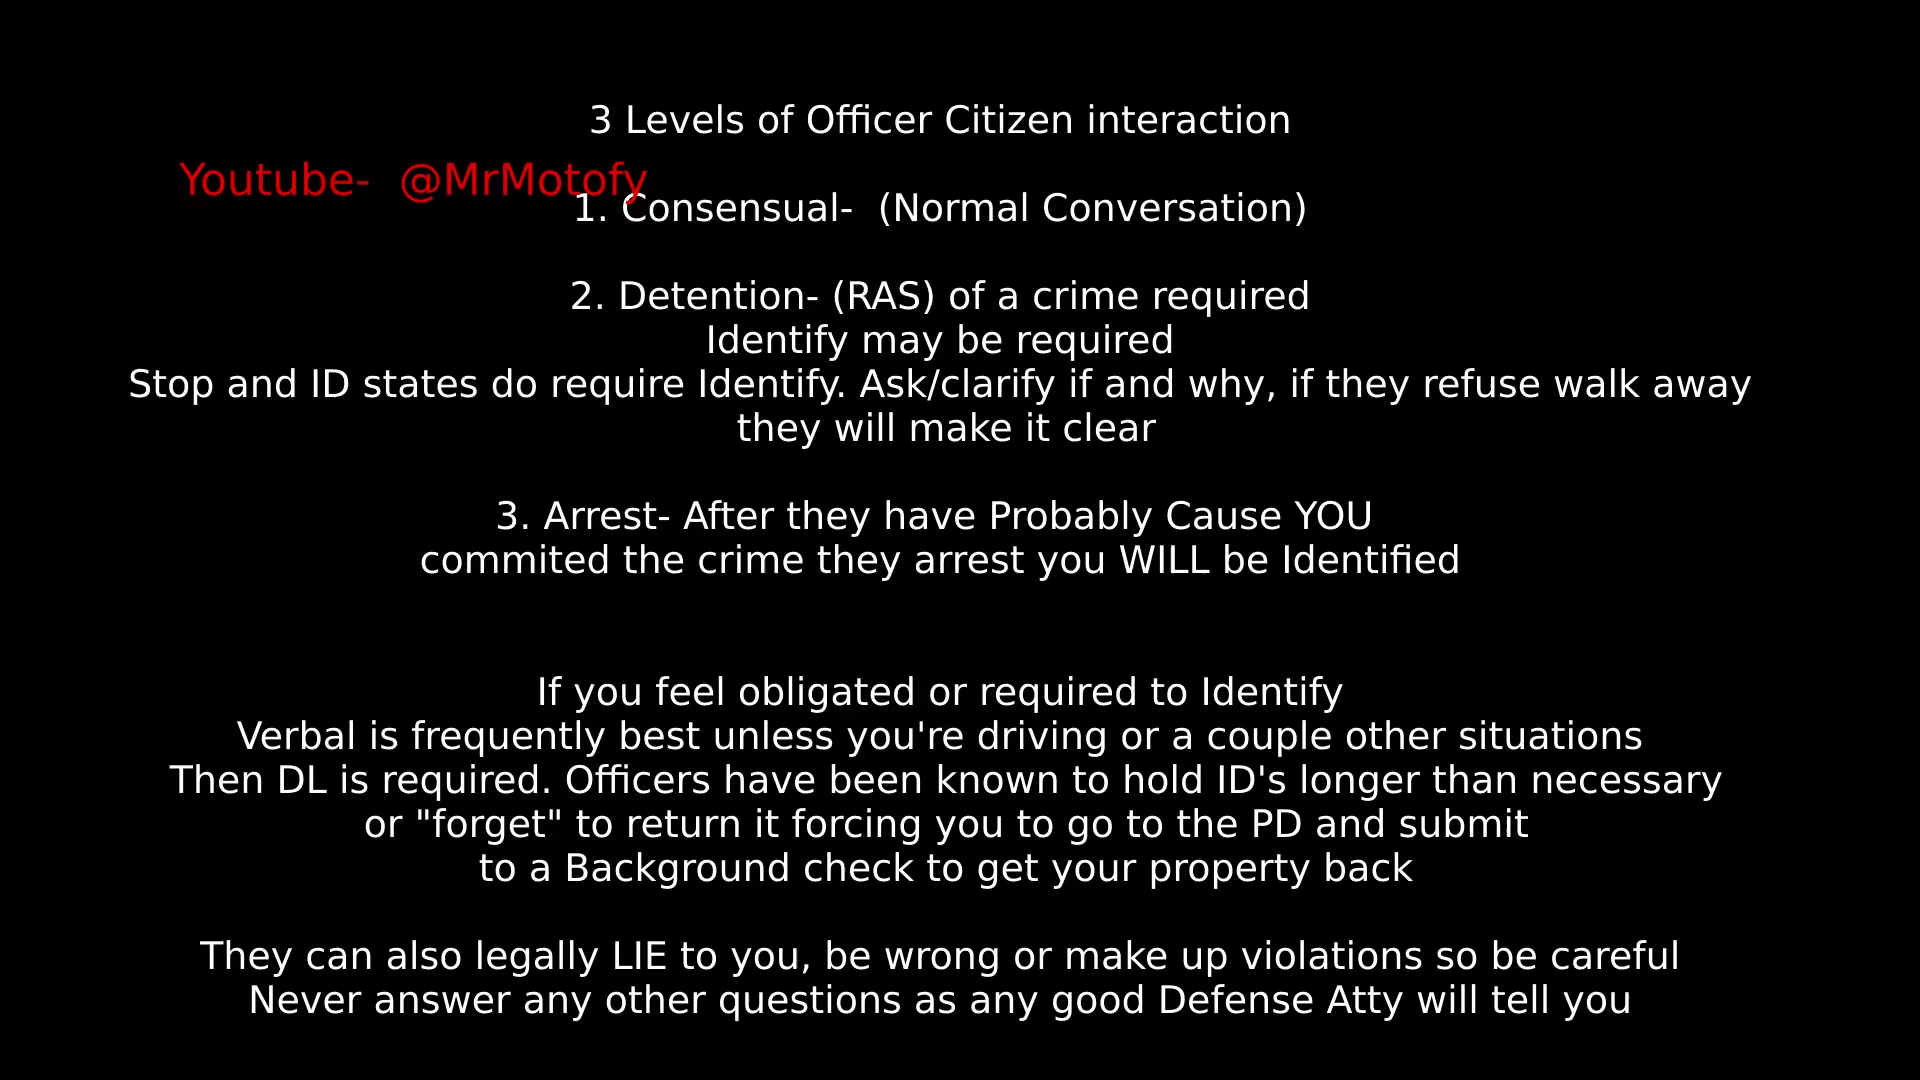 3 Levels of Officer Citizen interaction
Youtube-  @MrMotofy
1. Consensual-  (Normal Conversation)
2. Detention- (RAS) of a crime required
Identify may be required
Stop and ID states do require Identify. Ask/clarify if and why, if they refuse walk away
they will make it clear
3. Arrest- After they have Probably Cause YOU
commited the crime they arrest you WILL be Identified
If you feel obligated or required to Identify
Verbal is frequently best unless you're driving or a couple other situations
Then DL is required. Officers have been known to hold ID's longer than necessary
or "forget" to return it forcing you to go to the PD and submit
to a Background check to get your property back
They can also legally LIE to you, be wrong or make up violations so be careful
Never answer any other questions as any good Defense Atty will tell you